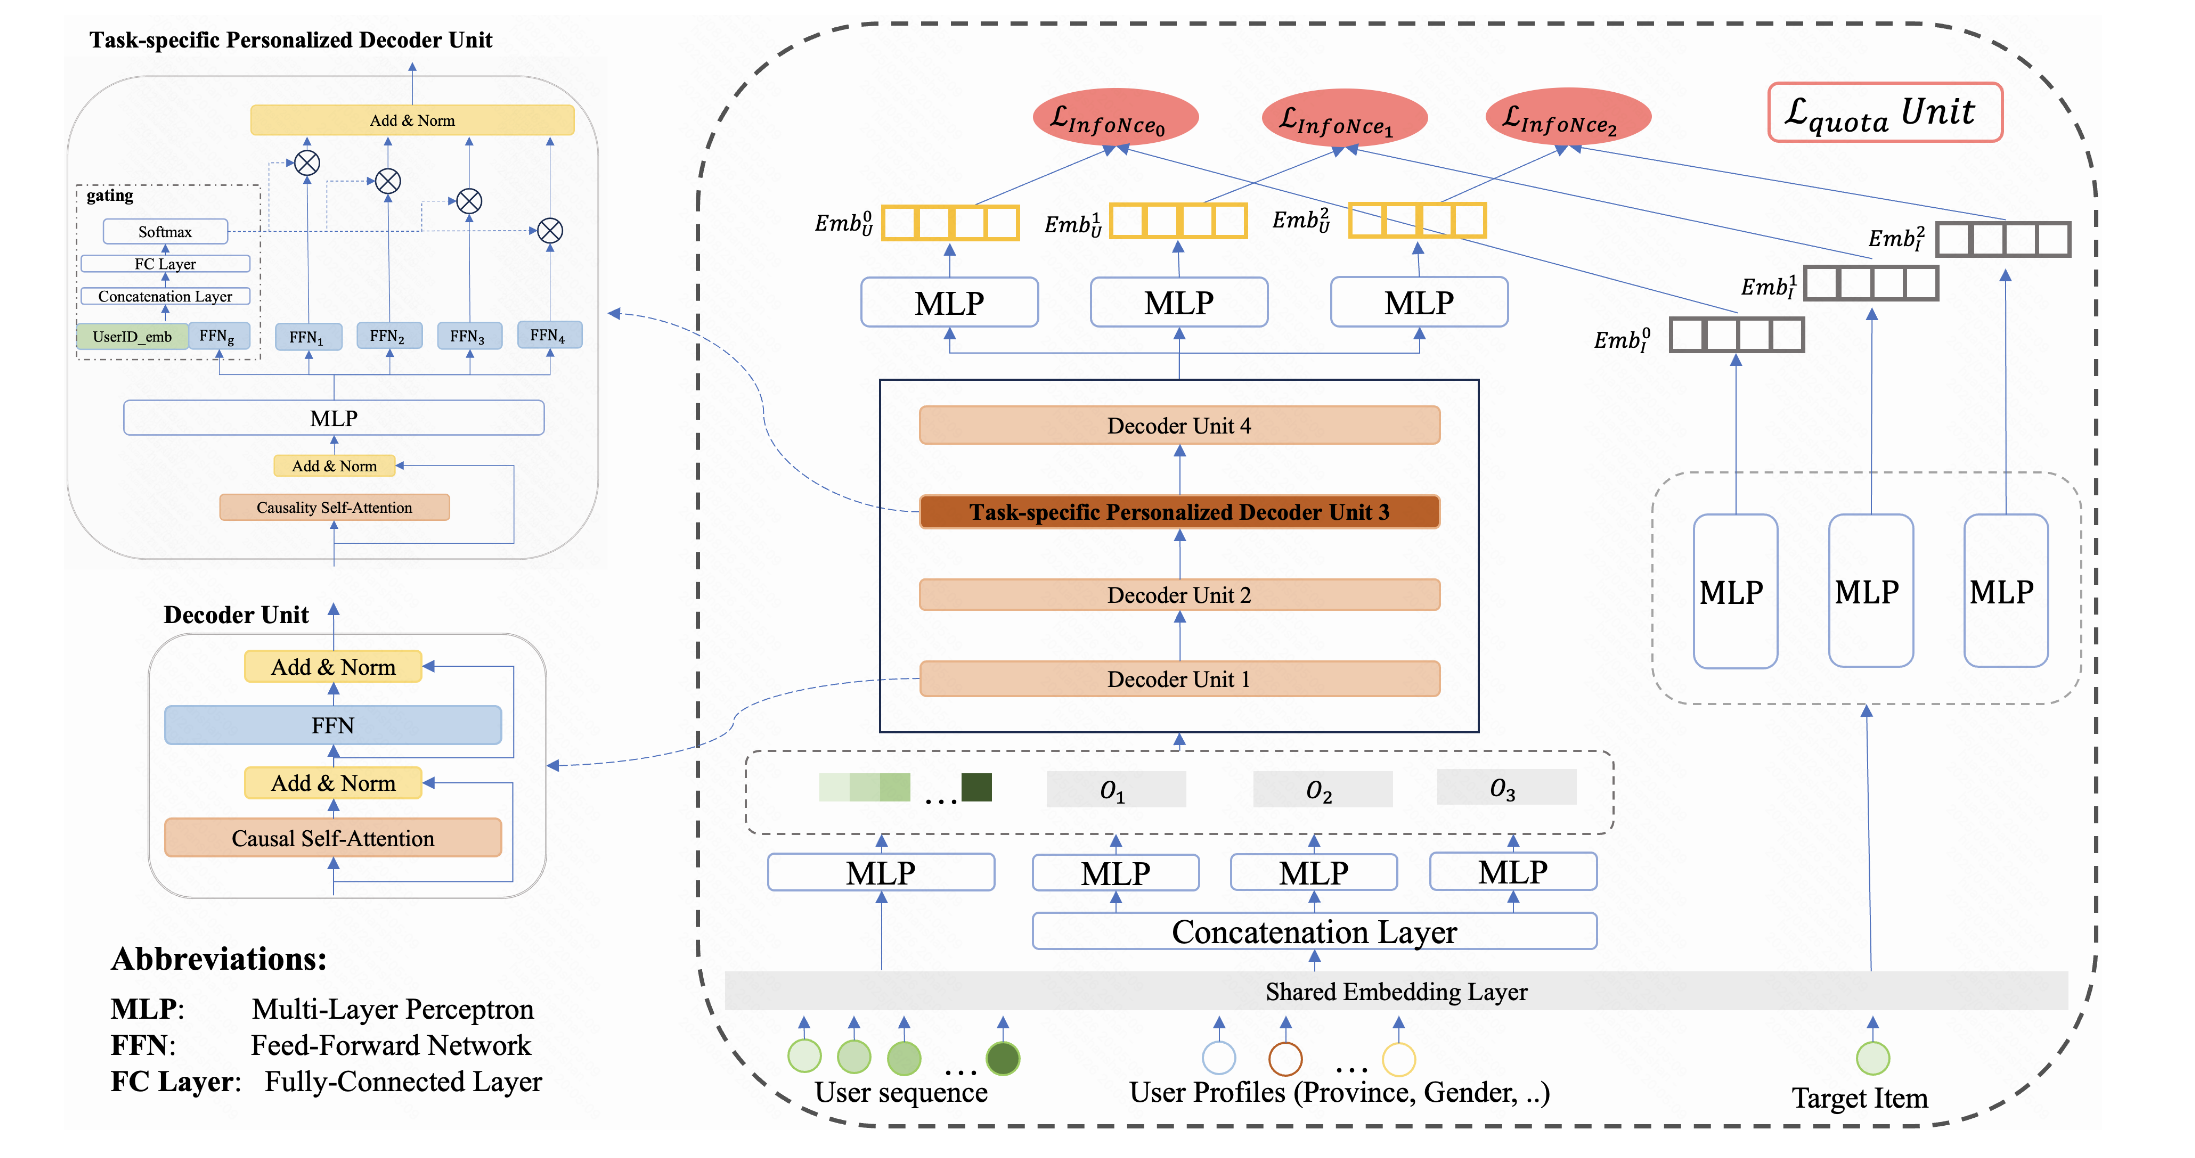 Task-specific Personalized Decoder Unit
Add & Norm
gating
Softmax
FC Layer
Concatenation Layer
UserID_emb
FFN_g
FFN_1
FFN_2
FFN_3
FFN_4
MLP
Add & Norm
Causality Self-Attention
Decoder Unit
Add & Norm
FFN
Add & Norm
Causal Self-Attention
Abbreviations:
MLP: Multi-Layer Perceptron
FFN: Feed-Forward Network
FC Layer: Fully-Connected Layer
ℒ_{InfoNce_0}
ℒ_{InfoNce_1}
ℒ_{InfoNce_2}
ℒ_{quota} Unit
Emb_U^0
Emb_U^1
Emb_U^2
Emb_I^2
Emb_I^1
Emb_I^0
MLP
MLP
MLP
Decoder Unit 4
Task-specific Personalized Decoder Unit 3
Decoder Unit 2
Decoder Unit 1
MLP
MLP
MLP
...
O_1
O_2
O_3
MLP
MLP
MLP
MLP
Concatenation Layer
Shared Embedding Layer
...
...
User sequence
User Profiles (Province, Gender, ..)
Target Item